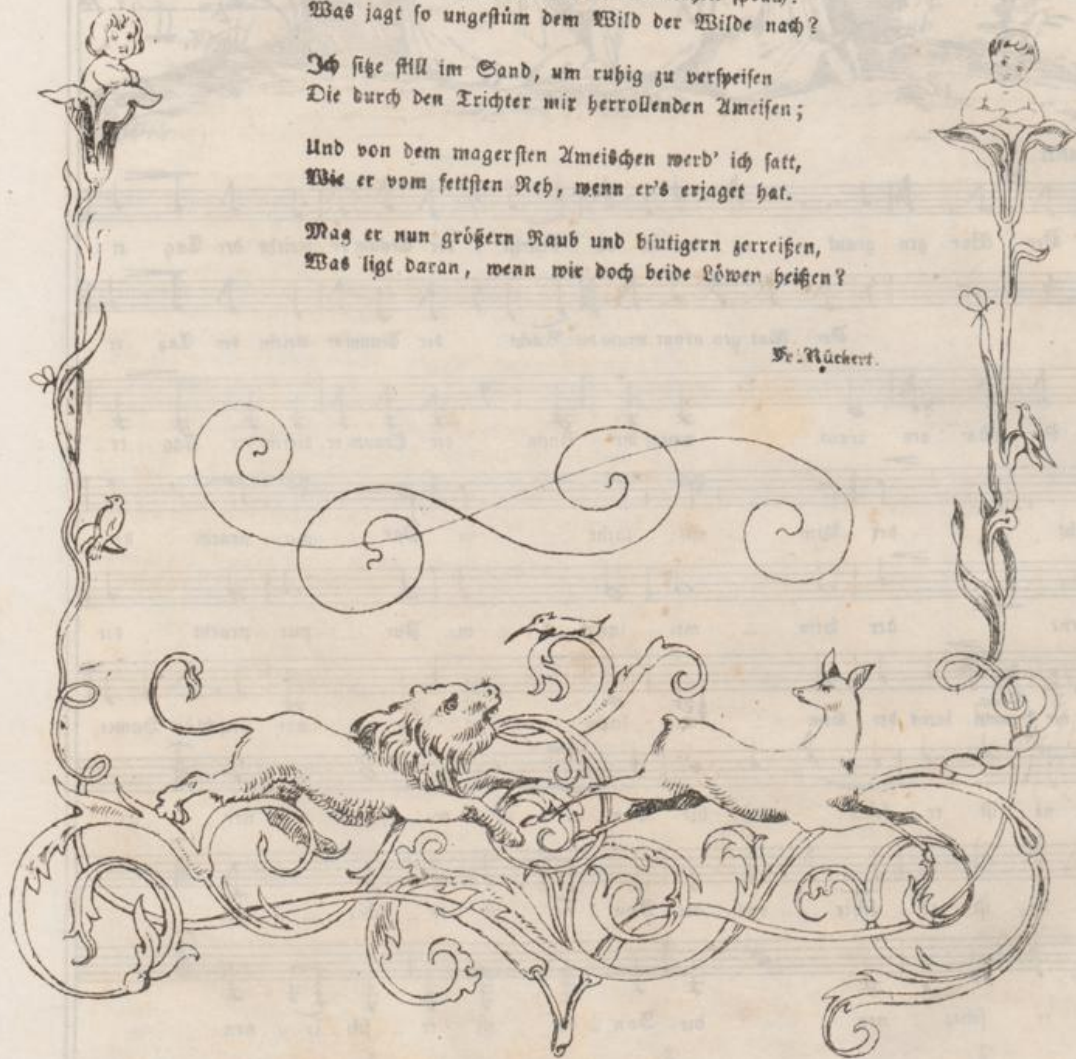 Was jagt so ungestüm dem Wild der Wilde nach?
Ich sitze still im Sand, um ruhig zu verspeisen
Die durch den Trichter mir herrollenden Ameisen;
Und von dem magersten Ameischen werd' ich satt,
Wie er vom fettsten Reh, wenn er's erjaget hat.
Mag er nun größern Raub und blutigern zerreißen,
Was ligt daran, wenn wir doch beide Löwen heißen?
Fr. Rückert.